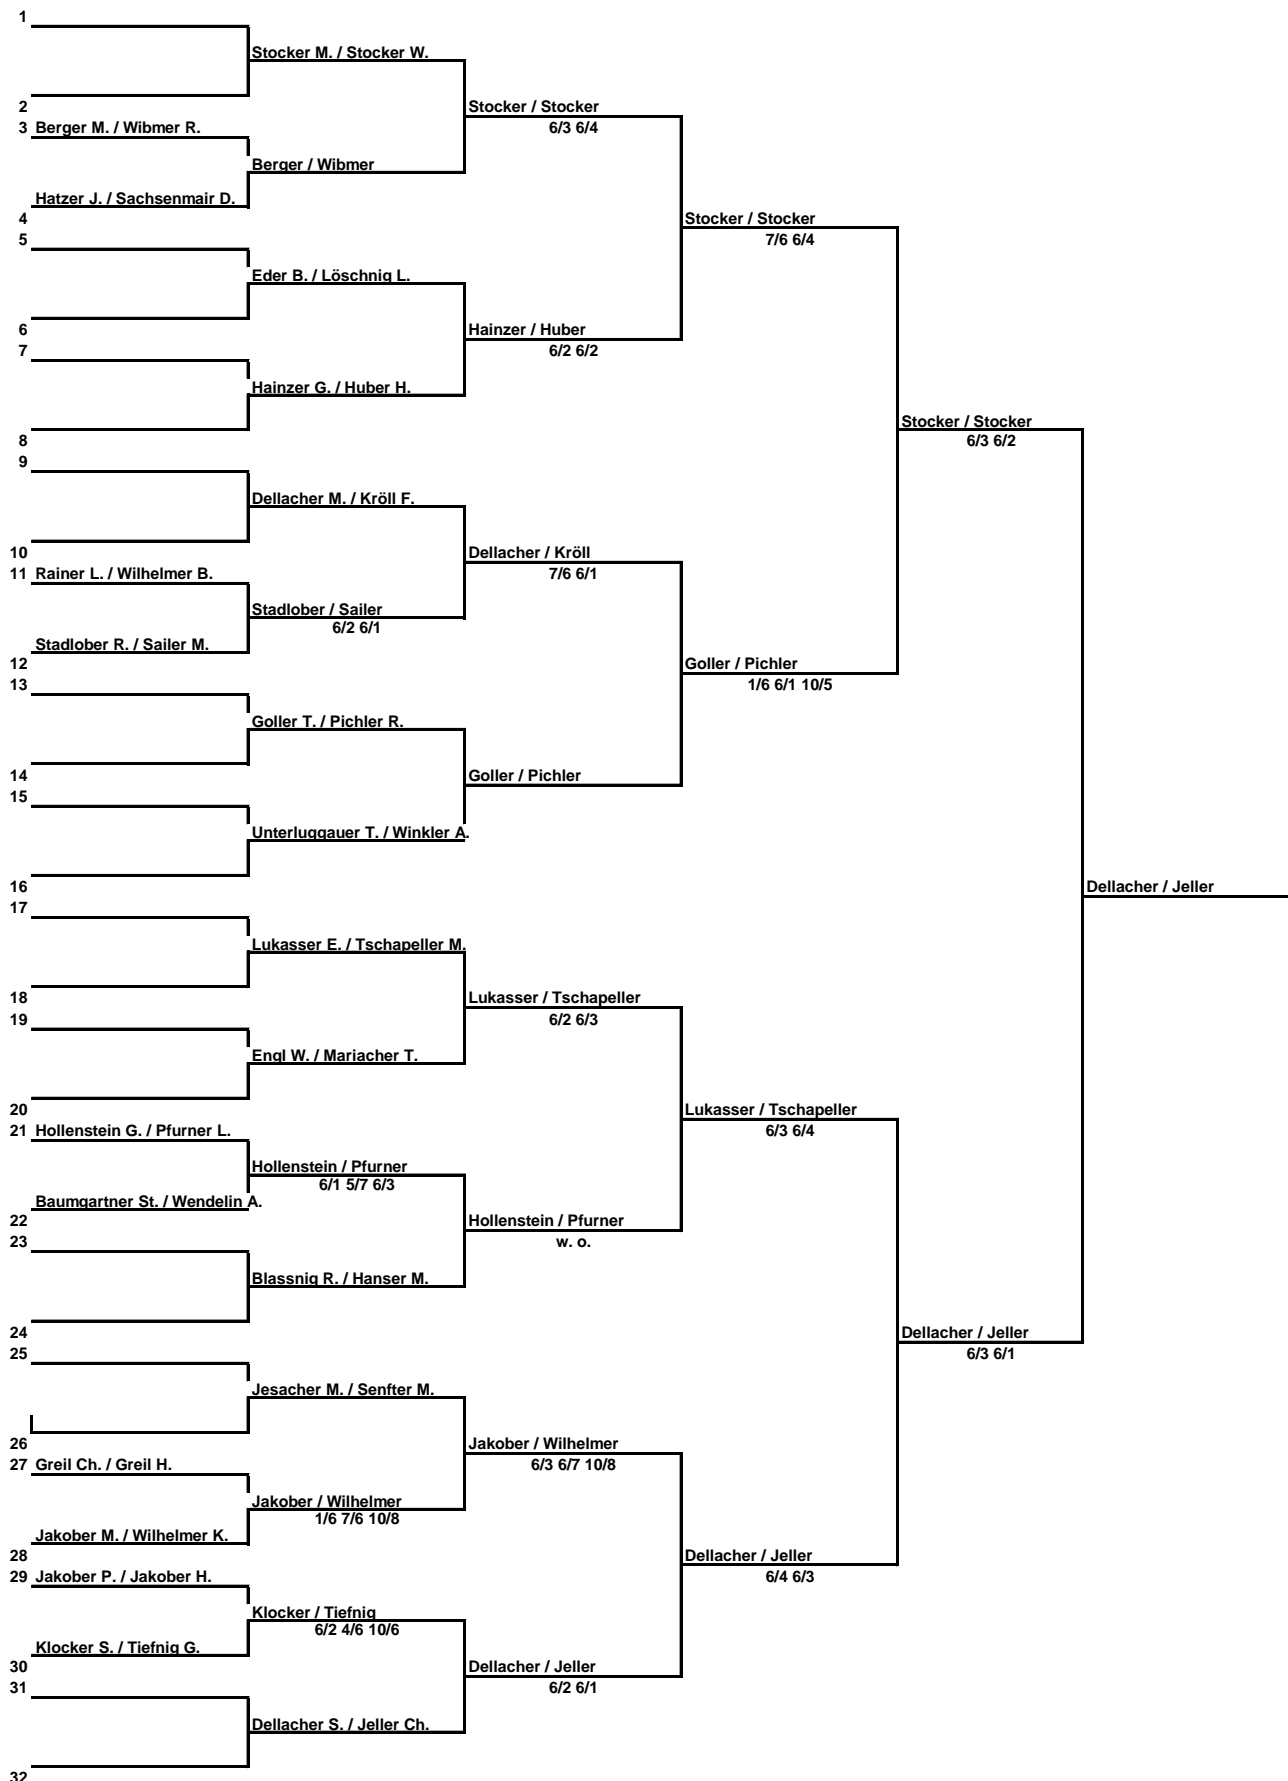 1
Stocker M. / Stocker W.
2
Stocker / Stocker
3 Berger M. / Wibmer R.
6/3 6/4
Berger / Wibmer
Hatzer J. / Sachsenmair D.
4
Stocker / Stocker
5
7/6 6/4
Eder B. / Löschnig L.
6
Hainzer / Huber
7
6/2 6/2
Hainzer G. / Huber H.
Stocker / Stocker
8
6/3 6/2
9
Dellacher M. / Kröll F.
10
Dellacher / Kröll
11 Rainer L. / Wilhelmer B.
7/6 6/1
Stadlober / Sailer
6/2 6/1
Stadlober R. / Sailer M.
12
Goller / Pichler
13
1/6 6/1 10/5
Goller T. / Pichler R.
14
Goller / Pichler
15
Unterluggauer T. / Winkler A.
16
Dellacher / Jeller
17
Lukasser E. / Tschapeller M.
18
Lukasser / Tschapeller
19
6/2 6/3
Engl W. / Mariacher T.
20
Lukasser / Tschapeller
21 Hollenstein G. / Pfurner L.
6/3 6/4
Hollenstein / Pfurner
6/1 5/7 6/3
Baumgartner St. / Wendelin A.
22
Hollenstein / Pfurner
23
w. o.
Blassnig R. / Hanser M.
24
Dellacher / Jeller
25
6/3 6/1
Jesacher M. / Senfter M.
26
Jakober / Wilhelmer
27 Greil Ch. / Greil H.
6/3 6/7 10/8
Jakober / Wilhelmer
1/6 7/6 10/8
Jakober M. / Wilhelmer K.
28
Dellacher / Jeller
29 Jakober P. / Jakober H.
6/4 6/3
Klocker / Tiefnig
6/2 4/6 10/6
Klocker S. / Tiefnig G.
30
Dellacher / Jeller
31
6/2 6/1
Dellacher S. / Jeller Ch.
32